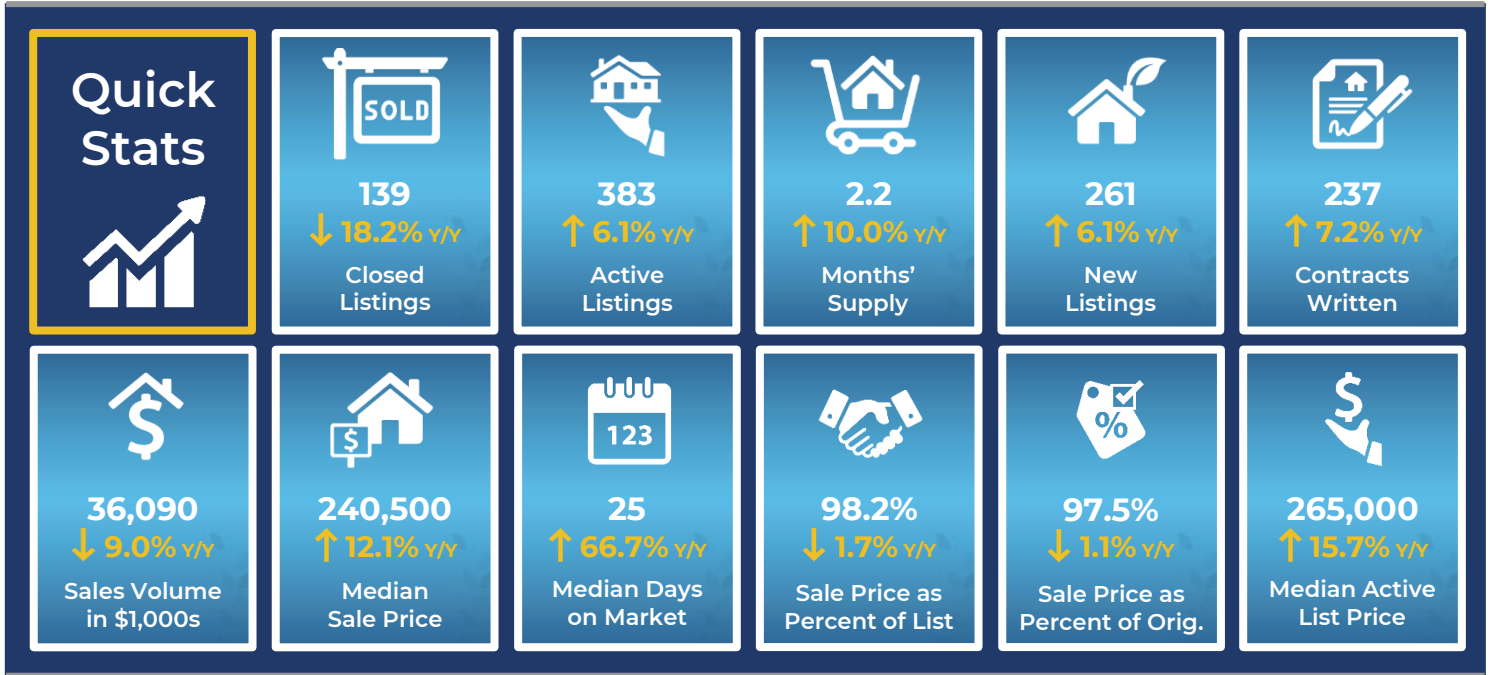 Quick
Stats
SOLD
139
↓ 18.2% Y/Y
Closed
Listings
383
↑ 6.1% Y/Y
Active
Listings
2.2
↑ 10.0% Y/Y
Months’
Supply
261
↑ 6.1% Y/Y
New
Listings
237
↑ 7.2% Y/Y
Contracts
Written
$
36,090
↓ 9.0% Y/Y
Sales Volume
in $1,000s
$
240,500
↑ 12.1% Y/Y
Median
Sale Price
123
25
↑ 66.7% Y/Y
Median Days
on Market
98.2%
↓ 1.7% Y/Y
Sale Price as
Percent of List
%
97.5%
↓ 1.1% Y/Y
Sale Price as
Percent of Orig.
$
265,000
↑ 15.7% Y/Y
Median Active
List Price